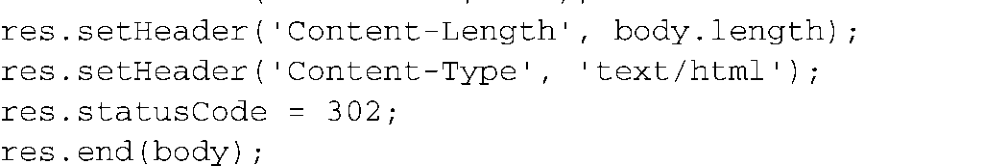 res.setHeader('Content-Length', body.length);
res.setHeader('Content-Type', 'text/html');
res.statusCode = 302;
res.end(body);